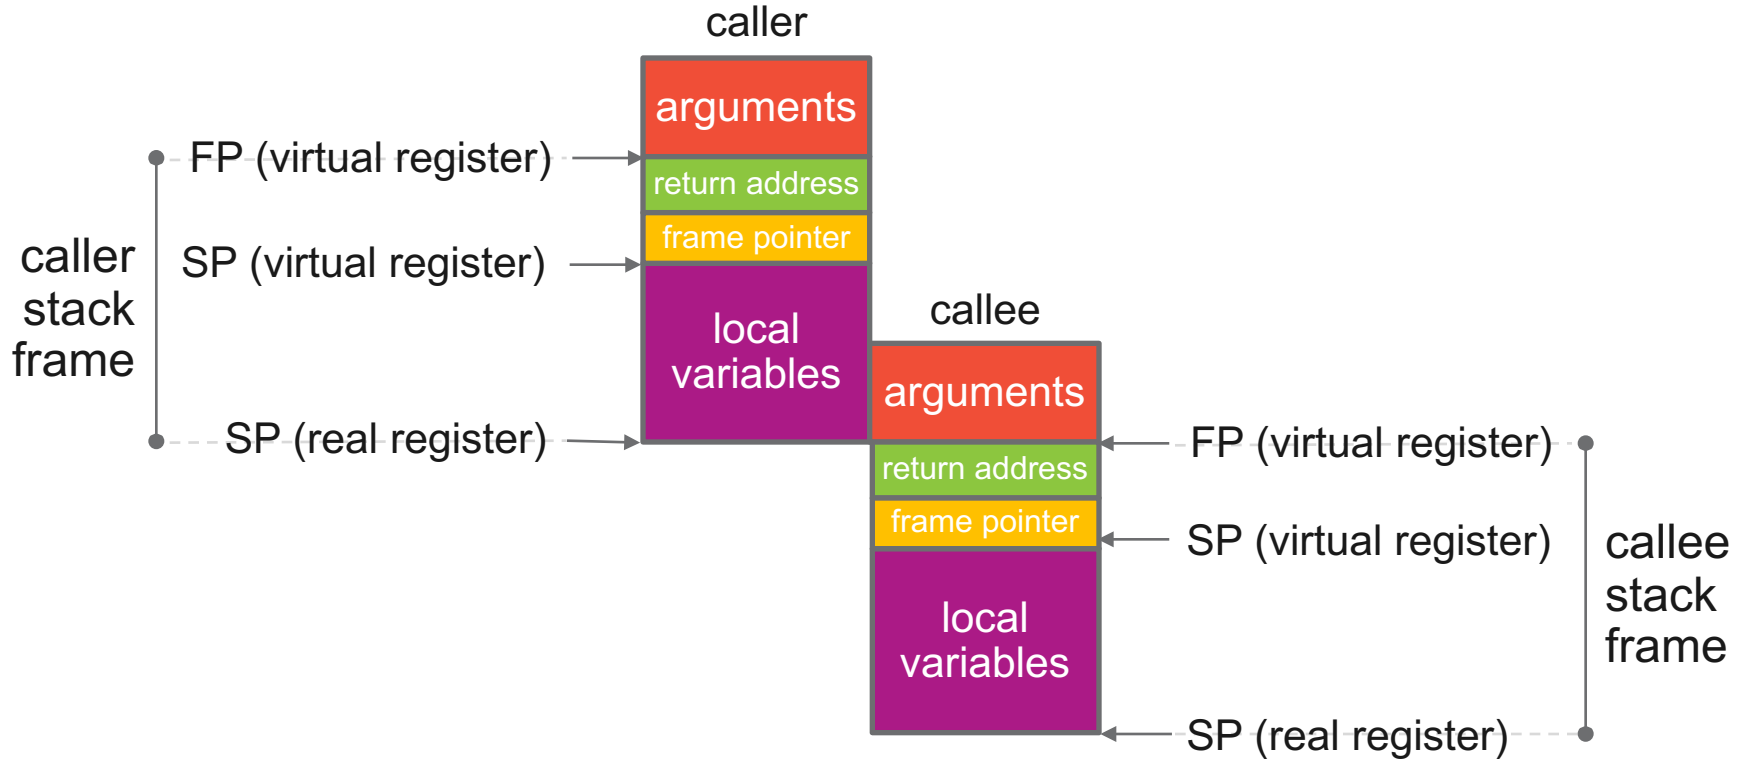 caller
arguments
FP (virtual register)
return address
frame pointer
SP (virtual register)
caller
stack
frame
local
variables
SP (real register)
callee
arguments
FP (virtual register)
return address
frame pointer
SP (virtual register)
callee
stack
frame
local
variables
SP (real register)